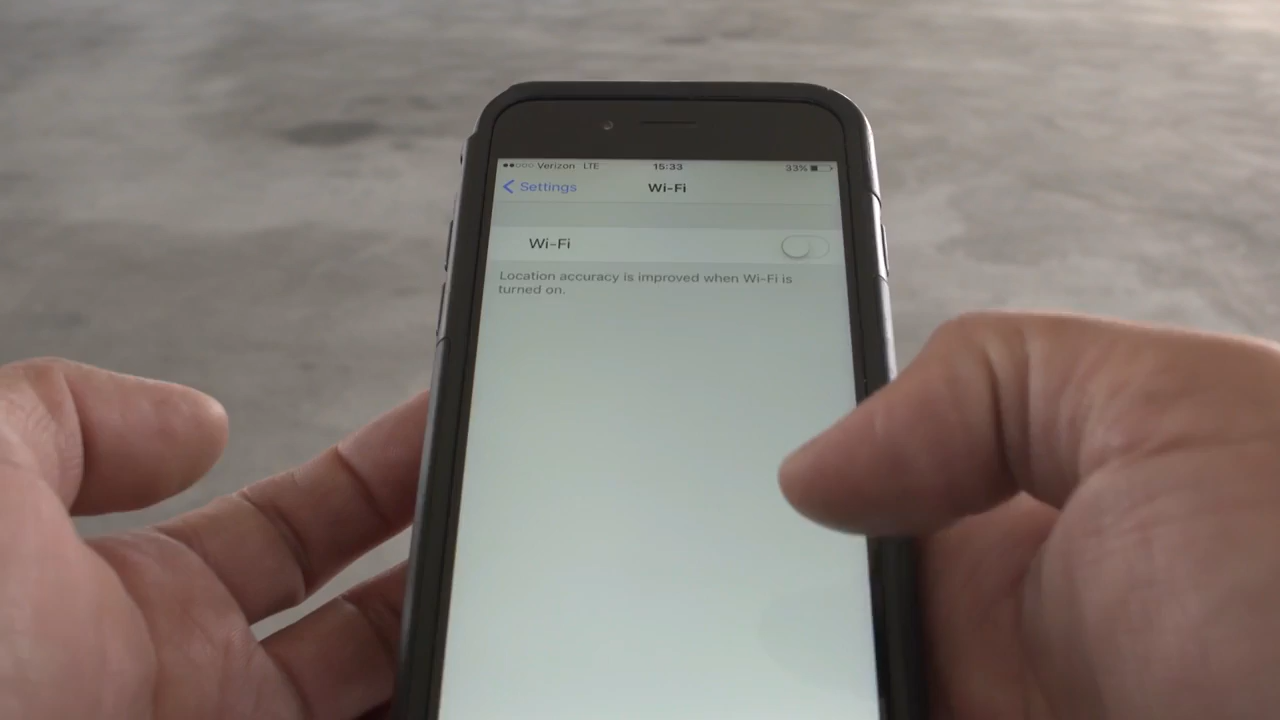 Verizon LTE 15:33 33%
Settings Wi-Fi
Wi-Fi
Location accuracy is improved when Wi-Fi is
turned on.